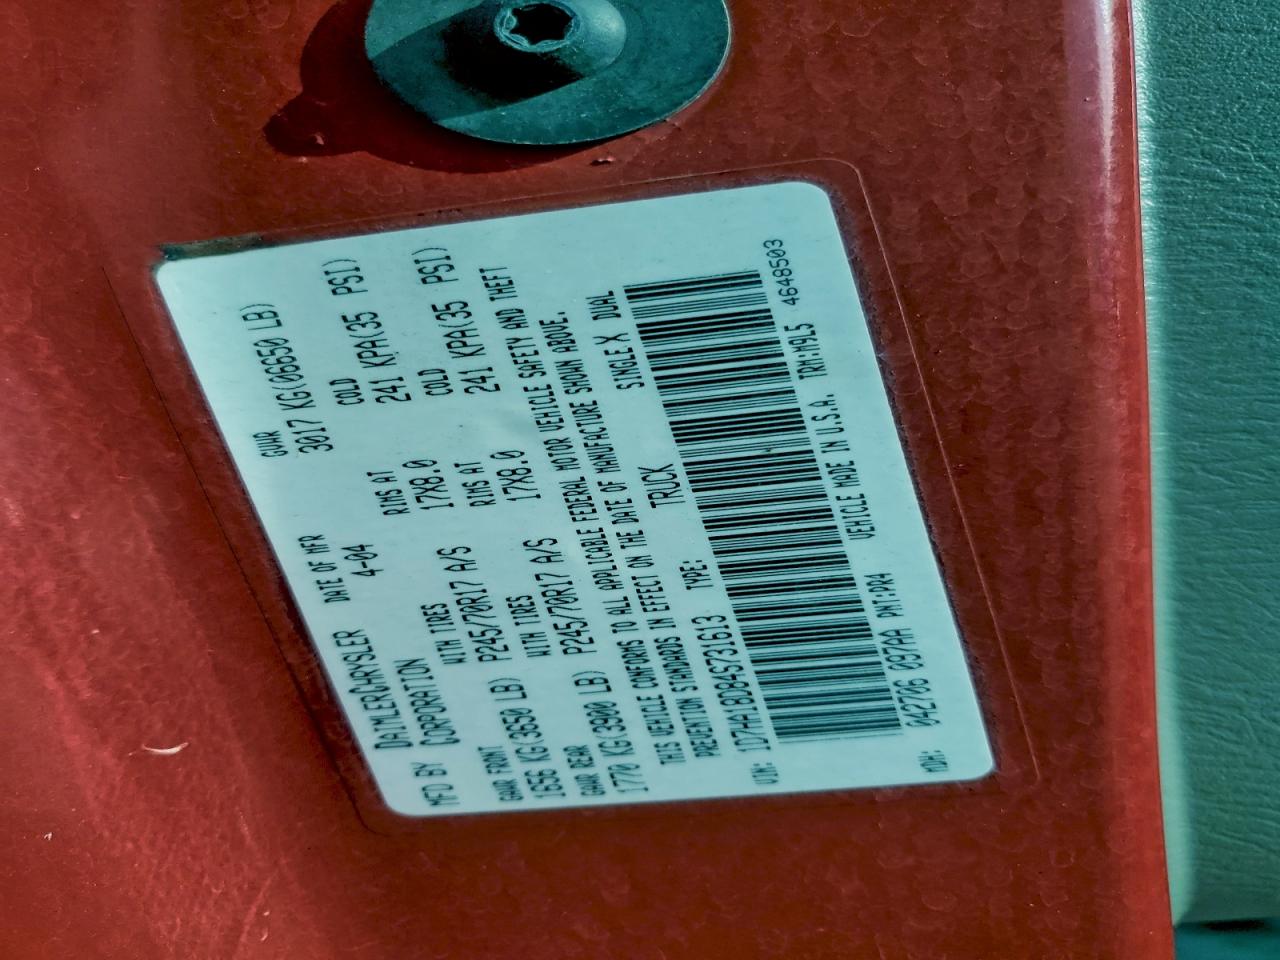 MFD BY DAIMLERCHRYSLER CORPORATION DATE OF MFR 4-04 GVWR 3017 KG(06650 LB)
GAWR FRONT WITH TIRES RIMS AT COLD
1656 KG(3650 LB) P245/70R17 A/S 17X8.0 241 KPA(35 PSI)
GAWR REAR WITH TIRES RIMS AT COLD
1770 KG(3900 LB) P245/70R17 A/S 17X8.0 241 KPA(35 PSI)
THIS VEHICLE CONFORMS TO ALL APPLICABLE FEDERAL MOTOR VEHICLE SAFETY AND THEFT
PREVENTION STANDARDS IN EFFECT ON THE DATE OF MANUFACTURE SHOWN ABOVE.
VIN: 1D7HA18D84S731613 TYPE: TRUCK SINGLE X DUAL
MDH: 042706 097AA PNT:PR4 VEHICLE MADE IN U.S.A. TRM:M9L5 4648503